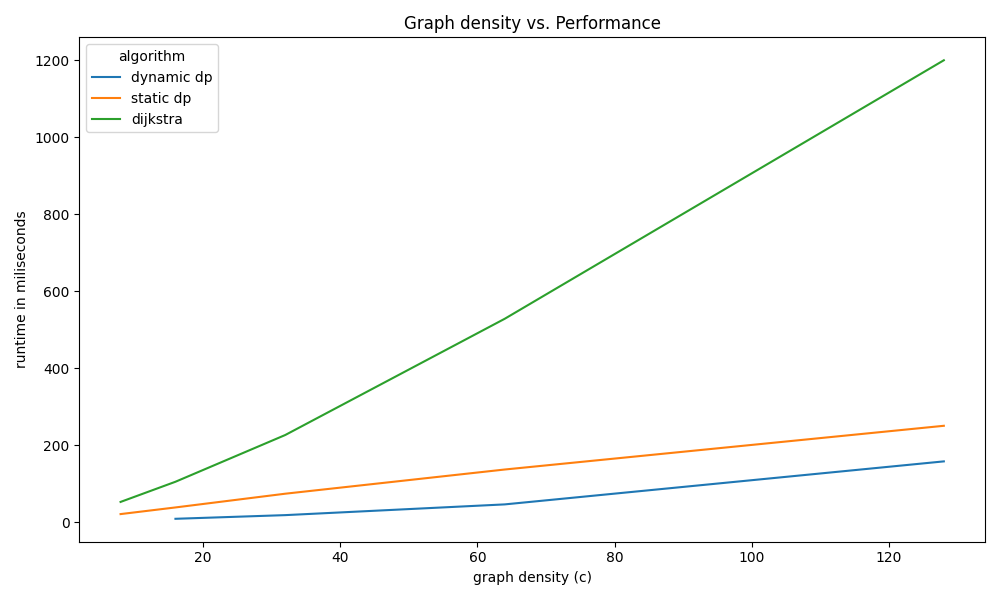 Graph density vs. Performance
algorithm
dynamic dp
static dp
dijkstra
1200
1000
800
600
400
200
0
runtime in miliseconds
20 40 60 80 100 120
graph density (c)